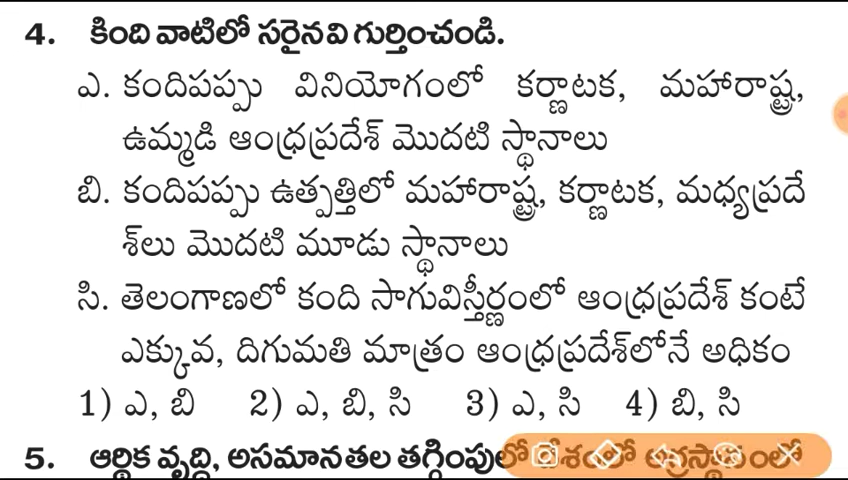 4. కింది వాటిలో సరైనవి గుర్తించండి.
ఎ. కందిపప్పు వినియోగంలో కర్ణాటక, మహారాష్ట్ర,
ఉమ్మడి ఆంధ్రప్రదేశ్ మొదటి స్థానాలు
బి. కందిపప్పు ఉత్పత్తిలో మహారాష్ట్ర, కర్ణాటక, మధ్యప్రదే
శ్‌లు మొదటి మూడు స్థానాలు
సి. తెలంగాణలో కంది సాగువిస్తీర్ణంలో ఆంధ్రప్రదేశ్ కంటే
ఎక్కువ, దిగుమతి మాత్రం ఆంధ్రప్రదేశ్‌లోనే అధికం
1) ఎ, బి 2) ఎ, బి, సి 3) ఎ, సి 4) బి, సి
5. ఆర్థిక వృద్ధి, అసమానతల తగ్గింపులో